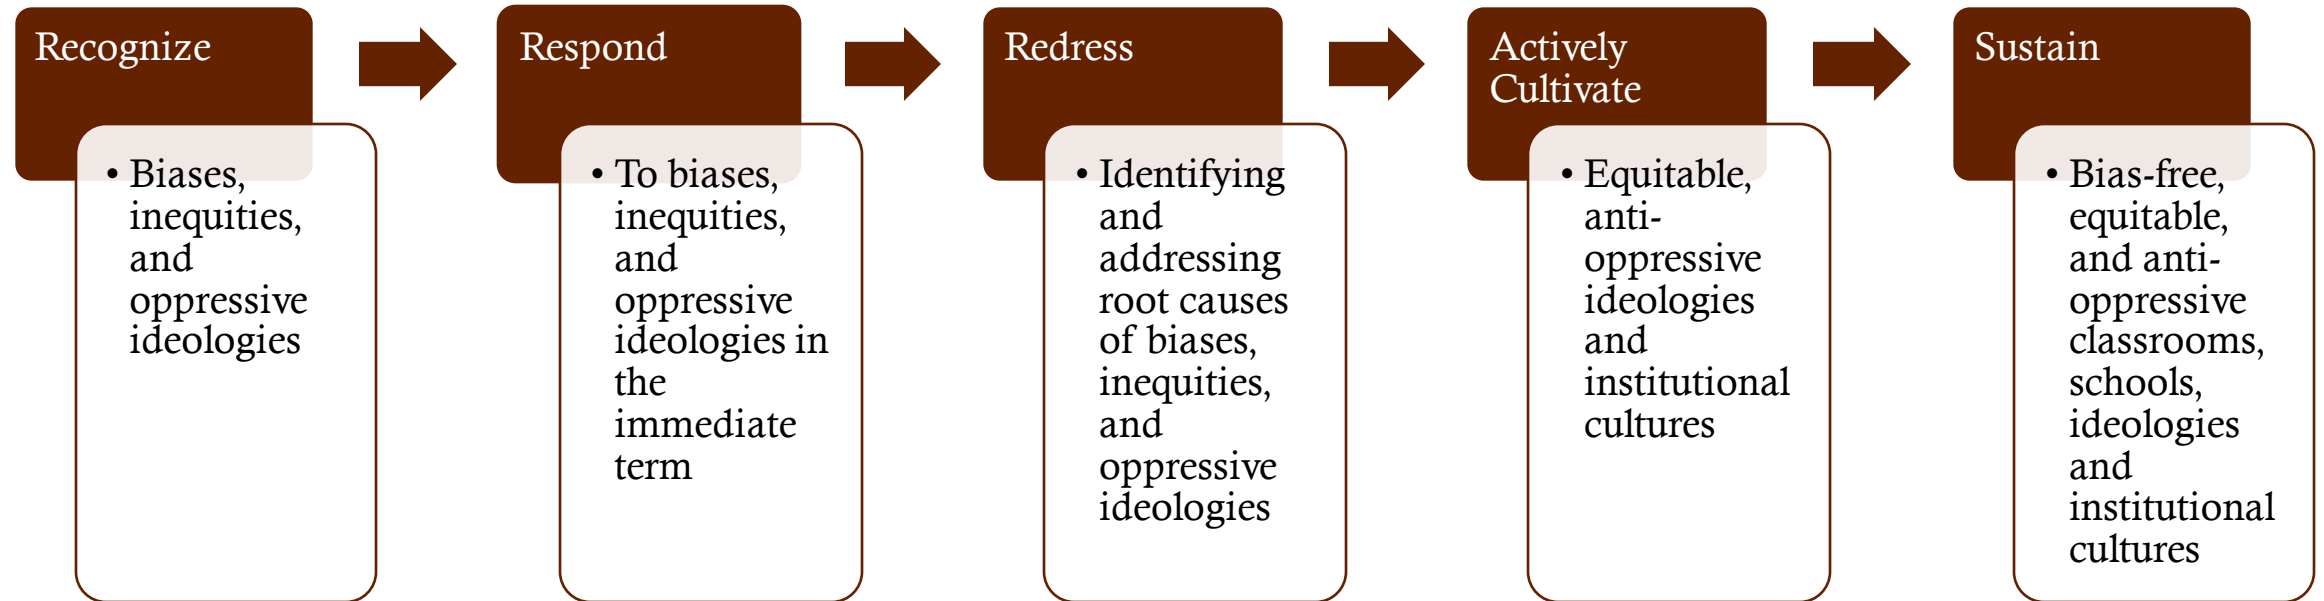 Recognize
• Biases,
inequities,
and
oppressive
ideologies
Respond
• To biases,
inequities,
and
oppressive
ideologies in
the
immediate
term
Redress
• Identifying
and
addressing
root causes
of biases,
inequities,
and
oppressive
ideologies
Actively
Cultivate
• Equitable,
anti-
oppressive
ideologies
and
institutional
cultures
Sustain
• Bias-free,
equitable,
and anti-
oppressive
classrooms,
schools,
ideologies
and
institutional
cultures